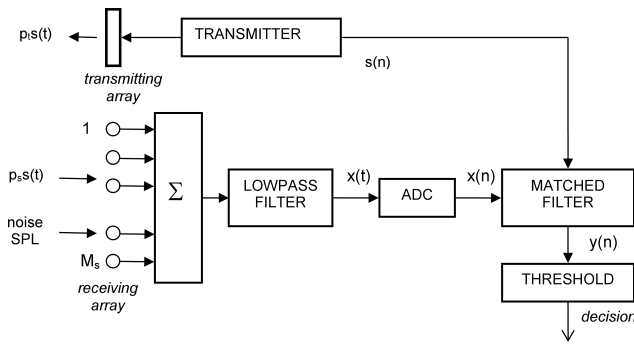 pts(t)
TRANSMITTER
s(n)
transmitting
array
1
pss(t)
noise
SPL
Ms
receiving
array
Σ
LOWPASS
FILTER
x(t)
ADC
x(n)
MATCHED
FILTER
y(n)
THRESHOLD
decision